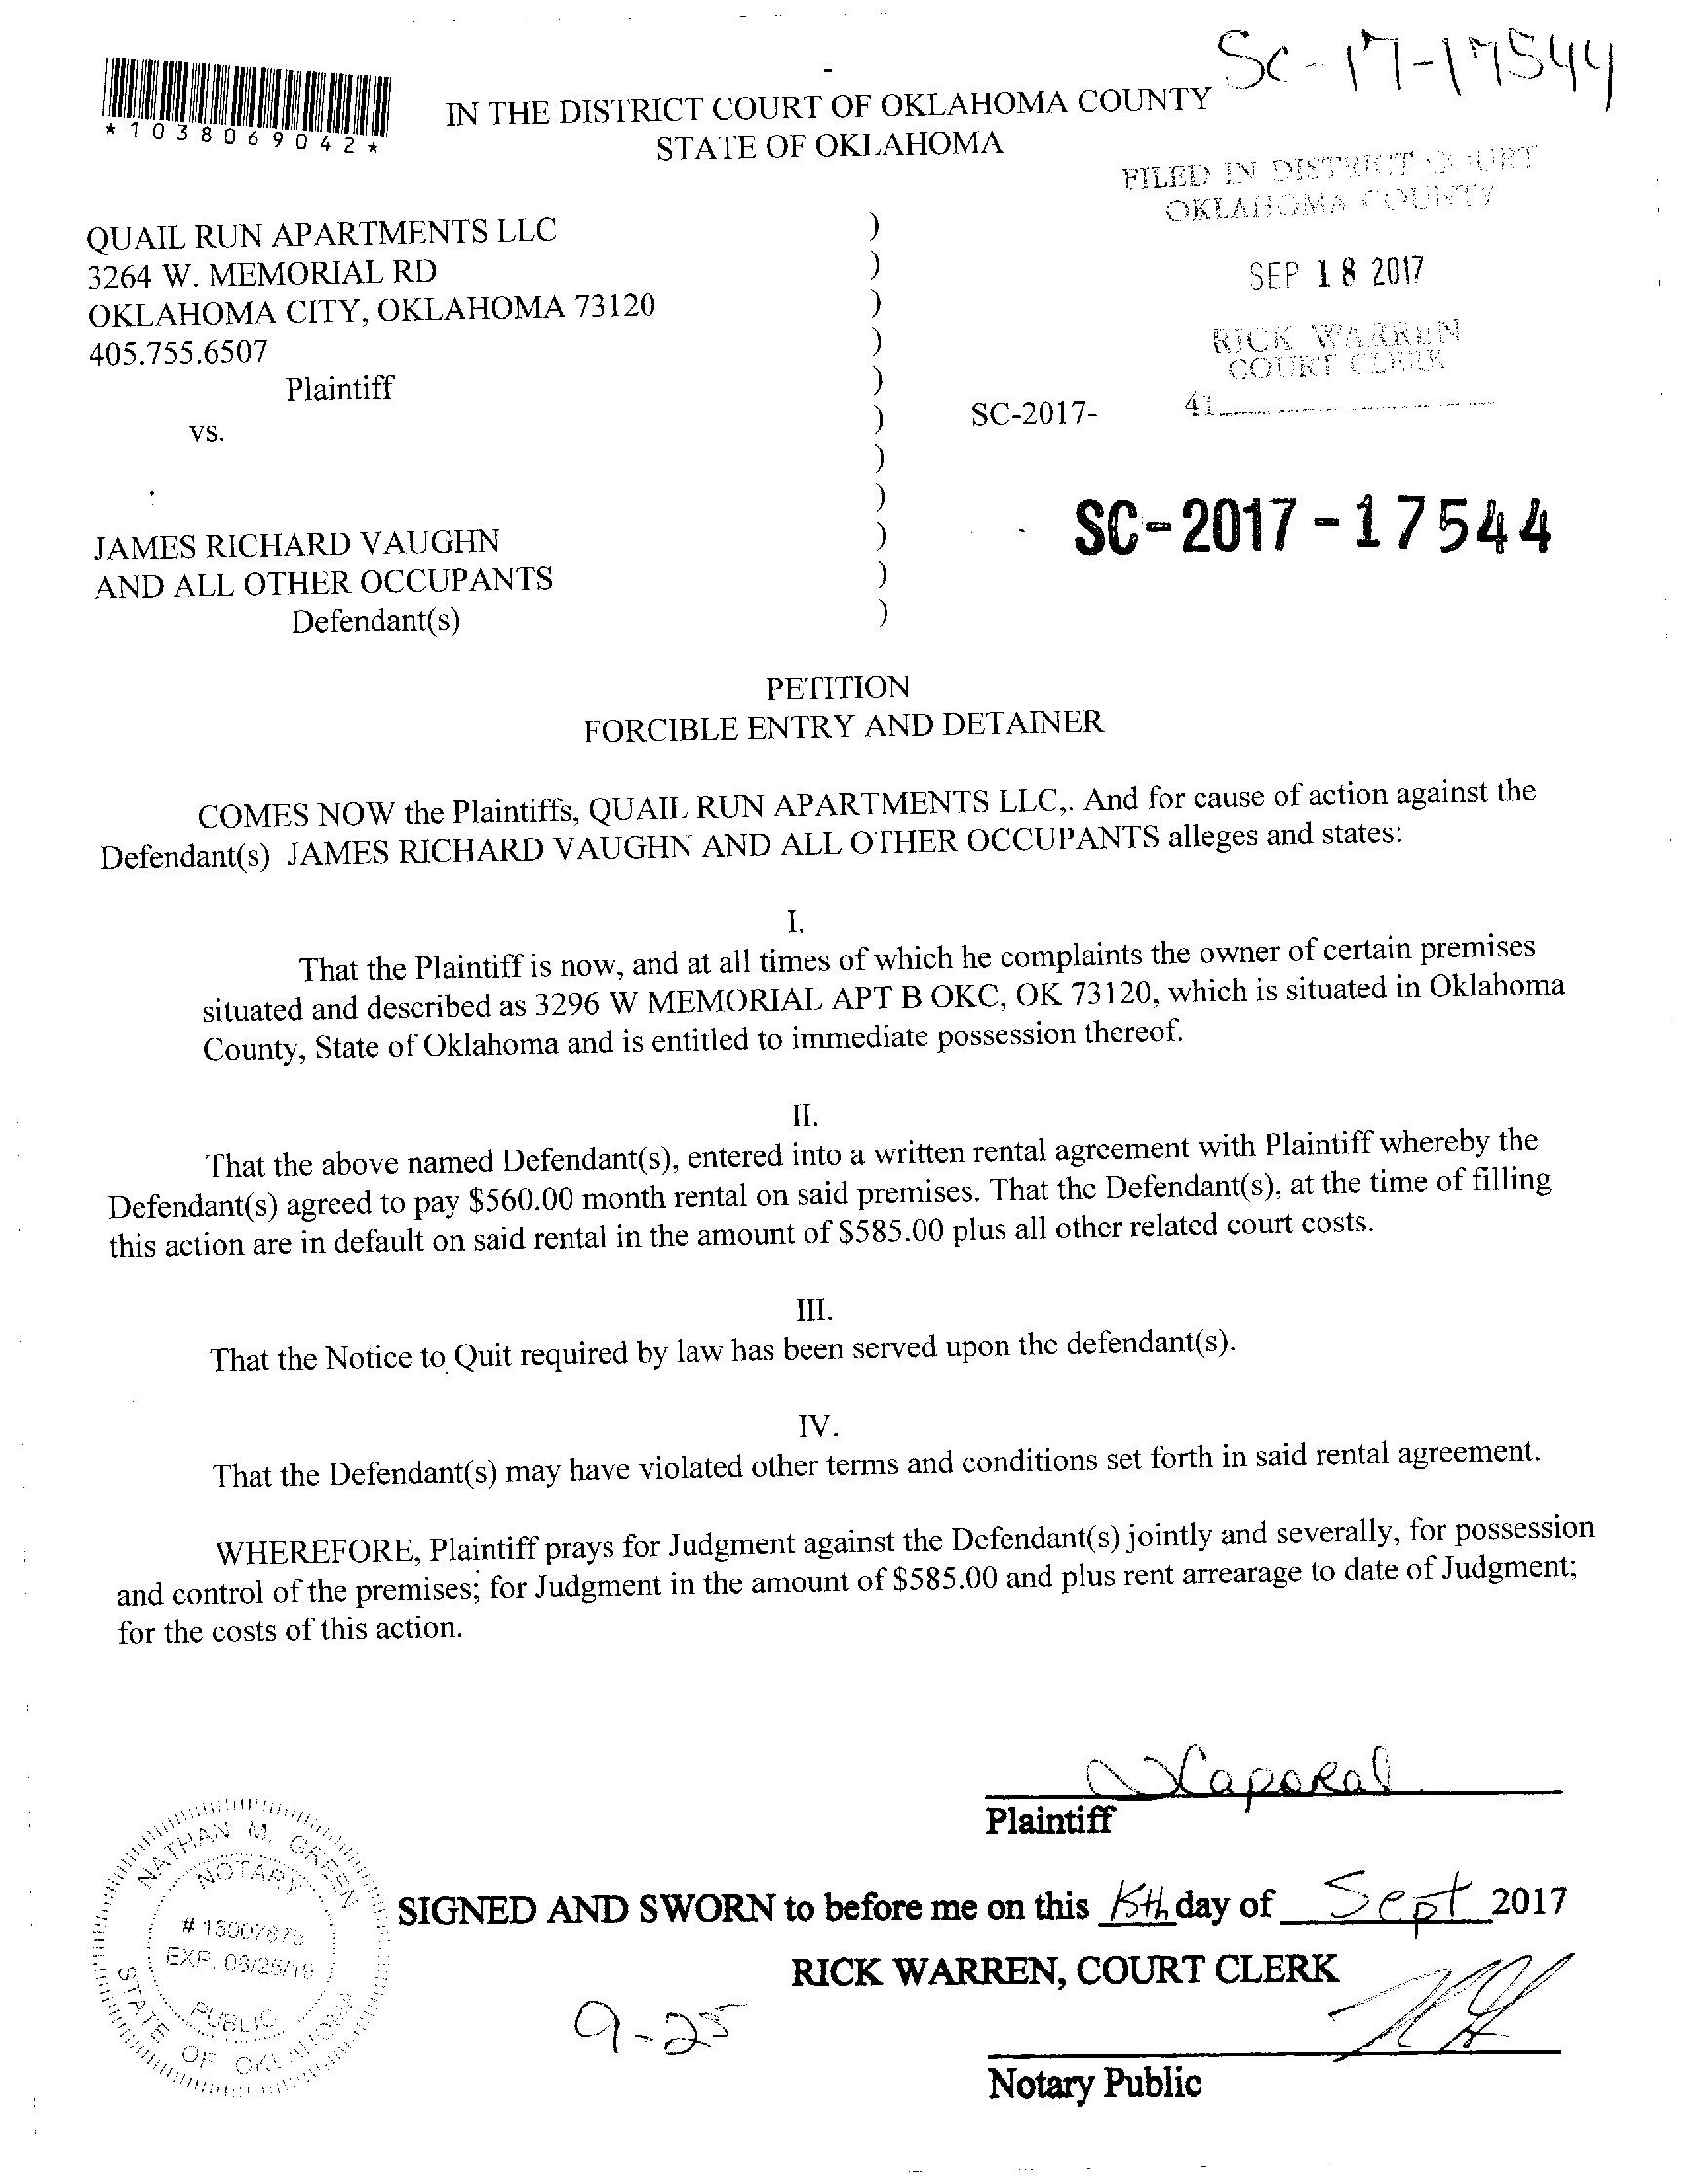 SC-17-17544
*1038069042*
IN THE DISTRICT COURT OF OKLAHOMA COUNTY
STATE OF OKLAHOMA
FILED IN DISTRICT COURT
OKLAHOMA COUNTY
QUAIL RUN APARTMENTS LLC )
3264 W. MEMORIAL RD )
SEP 18 2017
OKLAHOMA CITY, OKLAHOMA 73120 )
405.755.6507 )
RICK WARREN
COURT CLERK
Plaintiff )
vs. ) SC-2017- 41
)
)
SC-2017-17544
JAMES RICHARD VAUGHN )
AND ALL OTHER OCCUPANTS )
Defendant(s) )
PETITION
FORCIBLE ENTRY AND DETAINER
COMES NOW the Plaintiffs, QUAIL RUN APARTMENTS LLC,. And for cause of action against the
Defendant(s) JAMES RICHARD VAUGHN AND ALL OTHER OCCUPANTS alleges and states:
I.
That the Plaintiff is now, and at all times of which he complaints the owner of certain premises
situated and described as 3296 W MEMORIAL APT B OKC, OK 73120, which is situated in Oklahoma
County, State of Oklahoma and is entitled to immediate possession thereof.
II.
That the above named Defendant(s), entered into a written rental agreement with Plaintiff whereby the
Defendant(s) agreed to pay $560.00 month rental on said premises. That the Defendant(s), at the time of filling
this action are in default on said rental in the amount of $585.00 plus all other related court costs.
III.
That the Notice to Quit required by law has been served upon the defendant(s).
IV.
That the Defendant(s) may have violated other terms and conditions set forth in said rental agreement.
WHEREFORE, Plaintiff prays for Judgment against the Defendant(s) jointly and severally, for possession
and control of the premises; for Judgment in the amount of $585.00 and plus rent arrearage to date of Judgment;
for the costs of this action.
Caporal
Plaintiff
NATHAN M. GREEN
NOTARY
EXP.
PUBLIC
STATE OF OKLAHOMA
SIGNED AND SWORN to before me on this day of Sept 2017
RICK WARREN, COURT CLERK
9-25
Notary Public